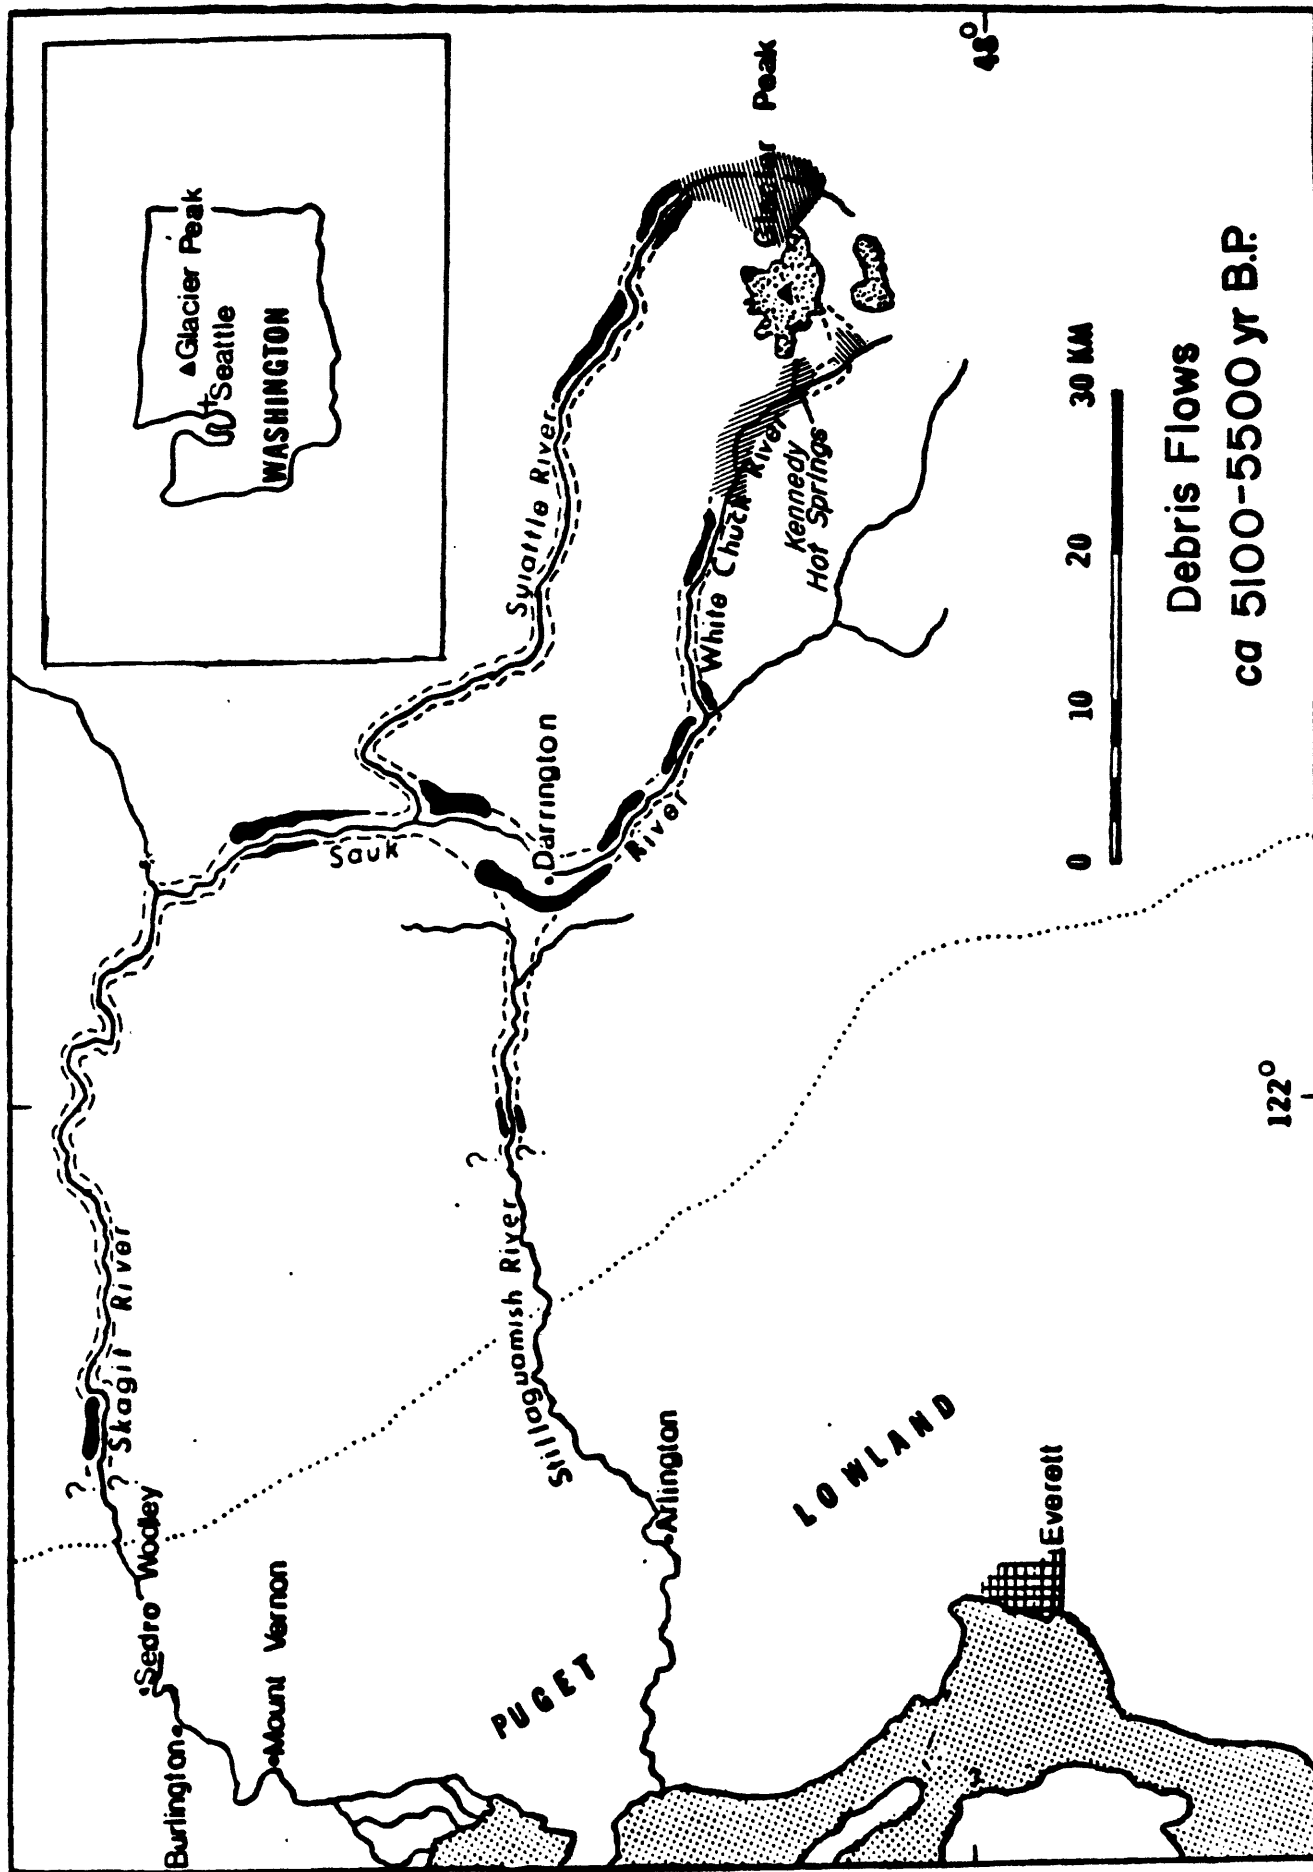 Glacier Peak
Seattle
WASHINGTON
48°
Glacier Peak
Suiattle River
White Chuck River
Kennedy
Hot Springs
Darrington
Sauk
River
Skagit River
?
?
Stillaguamish River
?
?
Sedro Woolley
Burlington
Mount Vernon
Arlington
Everett
PUGET
LOWLAND
122°
0 10 20 30 KM
Debris Flows
ca 5100-5500 yr B.P.